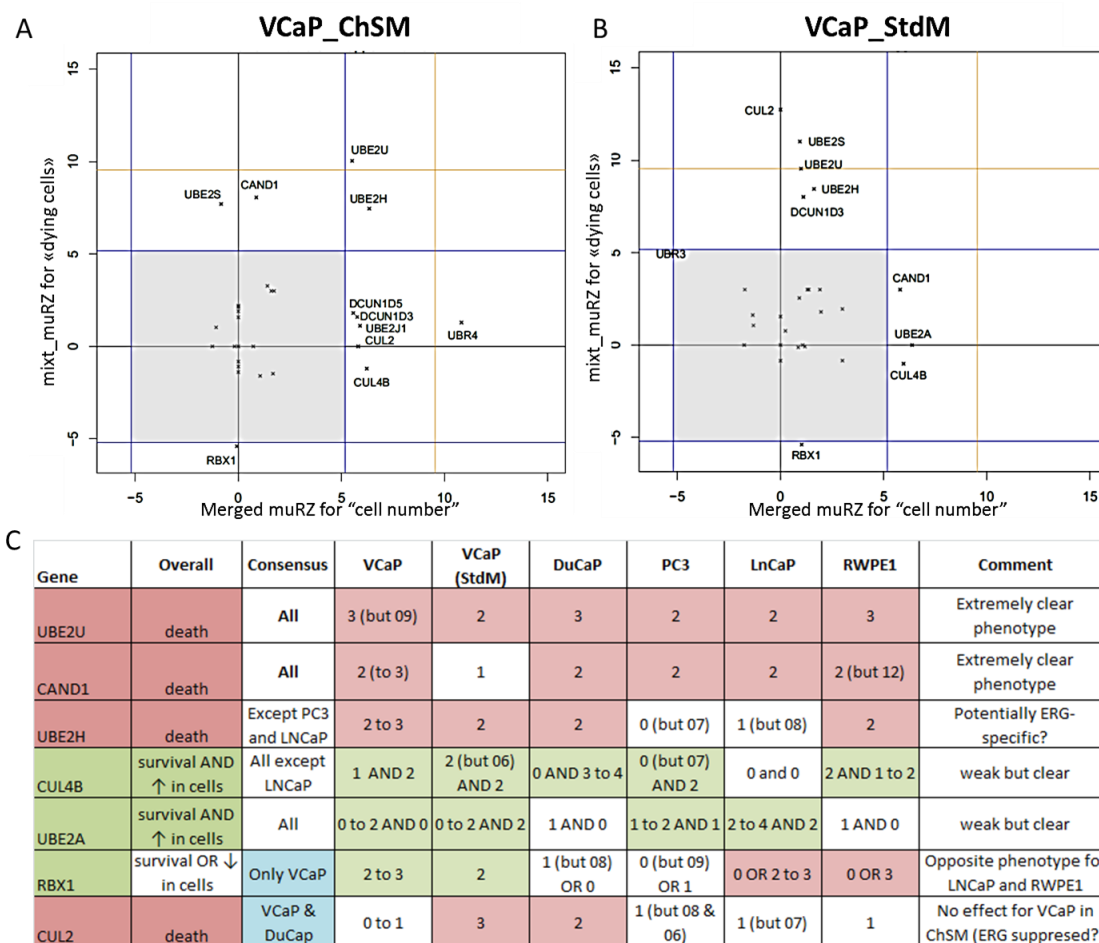 A
VCaP_ChSM
B
VCaP_StdM
mixt_muRZ for «dying cells»
15
10
5
0
−5
UBE2U
UBE2S
CAND1
UBE2H
DCUN1D5
DCUN1D3
UBE2J1
CUL2
UBR4
CUL4B
RBX1
−5
0
5
10
15
Merged muRZ for “cell number”
mixt_muRZ for «dying cells»
15
10
5
0
−5
CUL2
UBE2S
UBE2U
UBE2H
DCUN1D3
UBR3
CAND1
UBE2A
CUL4B
RBX1
−5
0
5
10
15
Merged muRZ for “cell number”
C
Gene Overall Consensus VCaP VCaP (StdM) DuCaP PC3 LnCaP RWPE1 Comment
UBE2U death All 3 (but 09) 2 3 2 2 3 Extremely clear phenotype
CAND1 death All 2 (to 3) 1 2 2 2 2 (but 12) Extremely clear phenotype
UBE2H death Except PC3 and LNCaP 2 to 3 2 2 0 (but 07) 1 (but 08) 2 Potentially ERG-specific?
CUL4B survival AND ↑ in cells All except LNCaP 1 AND 2 2 (but 06) AND 2 0 AND 3 to 4 0 (but 07) AND 2 0 and 0 2 AND 1 to 2 weak but clear
UBE2A survival AND ↑ in cells All 0 to 2 AND 0 0 to 2 AND 2 1 AND 0 1 to 2 AND 1 2 to 4 AND 2 1 AND 0 weak but clear
RBX1 survival OR ↓ in cells Only VCaP 2 to 3 2 1 (but 08) OR 0 0 (but 09) OR 1 0 OR 2 to 3 0 OR 3 Opposite phenotype fo LNCaP and RWPE1
CUL2 death VCaP & DuCap 0 to 1 3 2 1 (but 08 & 06) 1 (but 07) 1 No effect for VCaP in ChSM (ERG suppresed?